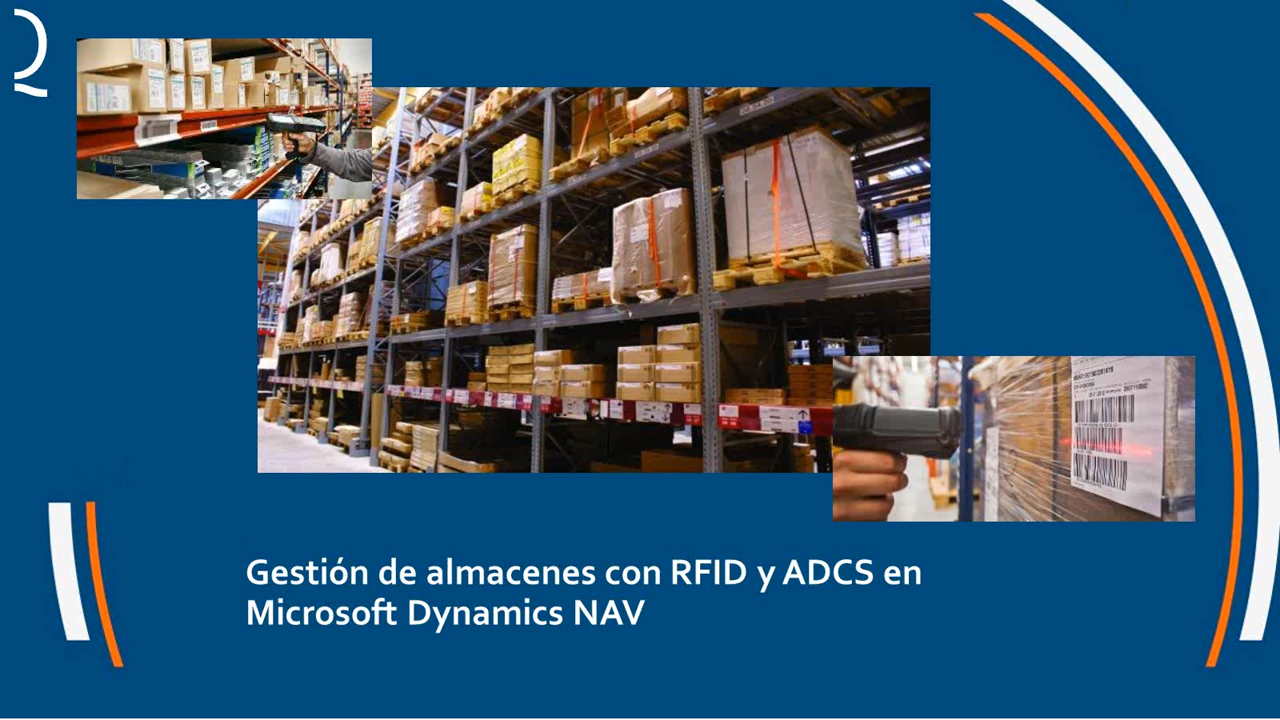 Gestión de almacenes con RFID y ADCS en
Microsoft Dynamics NAV